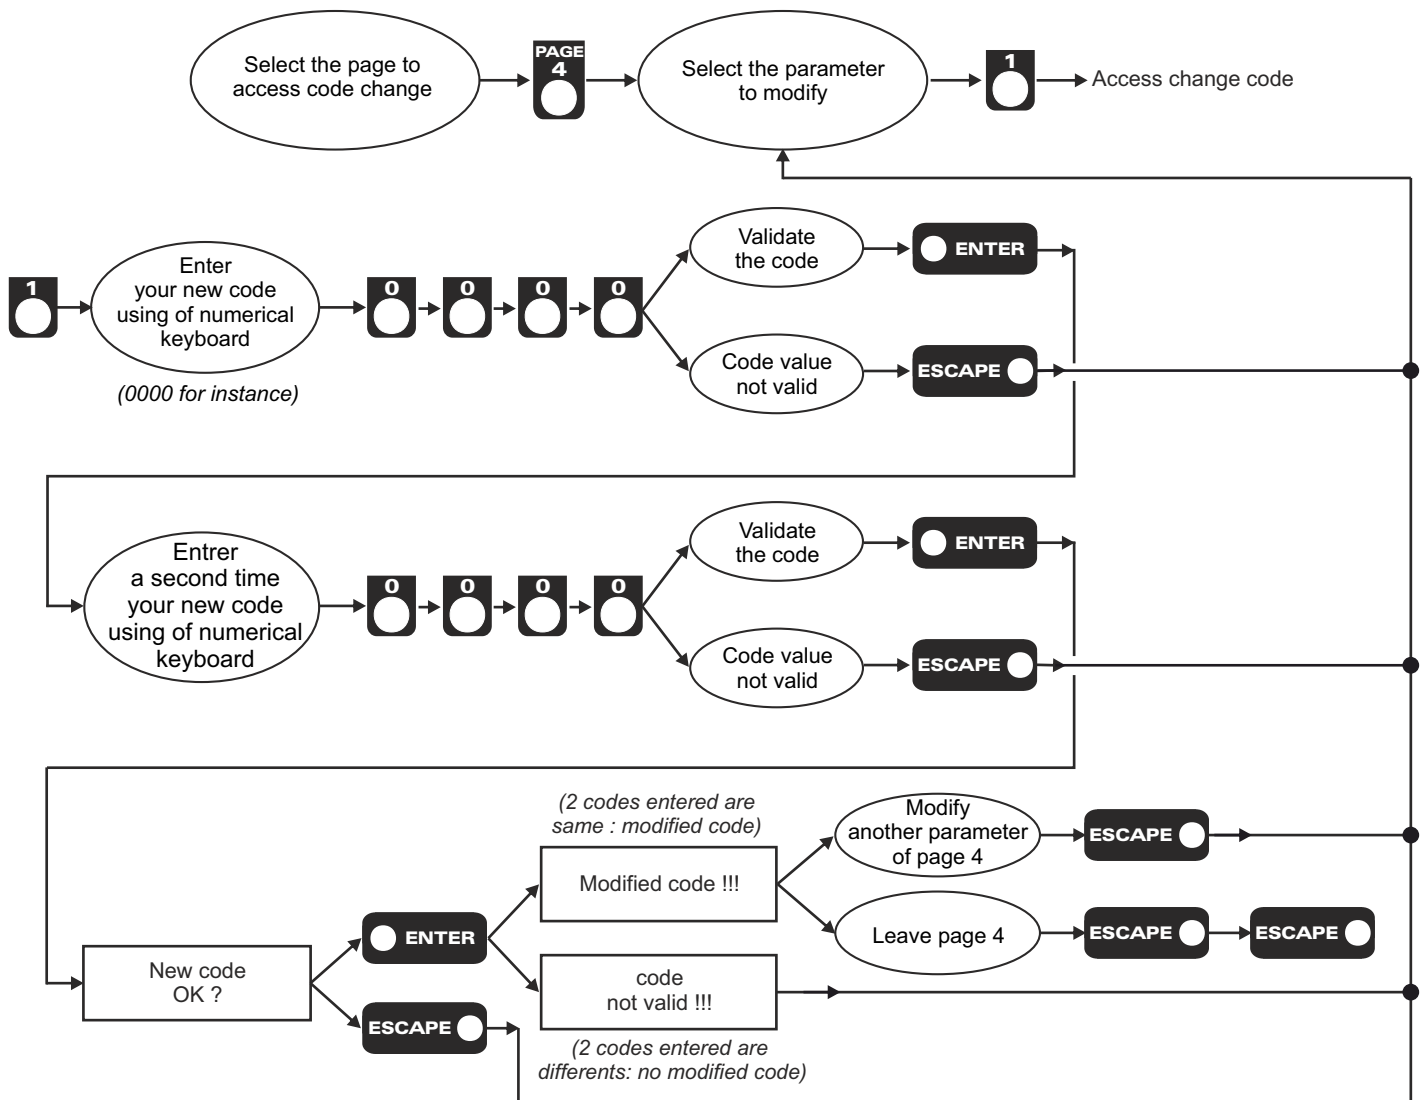 Select the page to
access code change
PAGE
4
Select the parameter
to modify
1
Access change code
1
Enter
your new code
using of numerical
keyboard
(0000 for instance)
0
0
0
0
Validate
the code
ENTER
Code value
not valid
ESCAPE
Entrer
a second time
your new code
using of numerical
keyboard
0
0
0
0
Validate
the code
ENTER
Code value
not valid
ESCAPE
New code
OK ?
ENTER
ESCAPE
(2 codes entered are
same : modified code)
Modified code !!!
code
not valid !!!
(2 codes entered are
differents: no modified code)
Modify
another parameter
of page 4
ESCAPE
Leave page 4
ESCAPE
ESCAPE